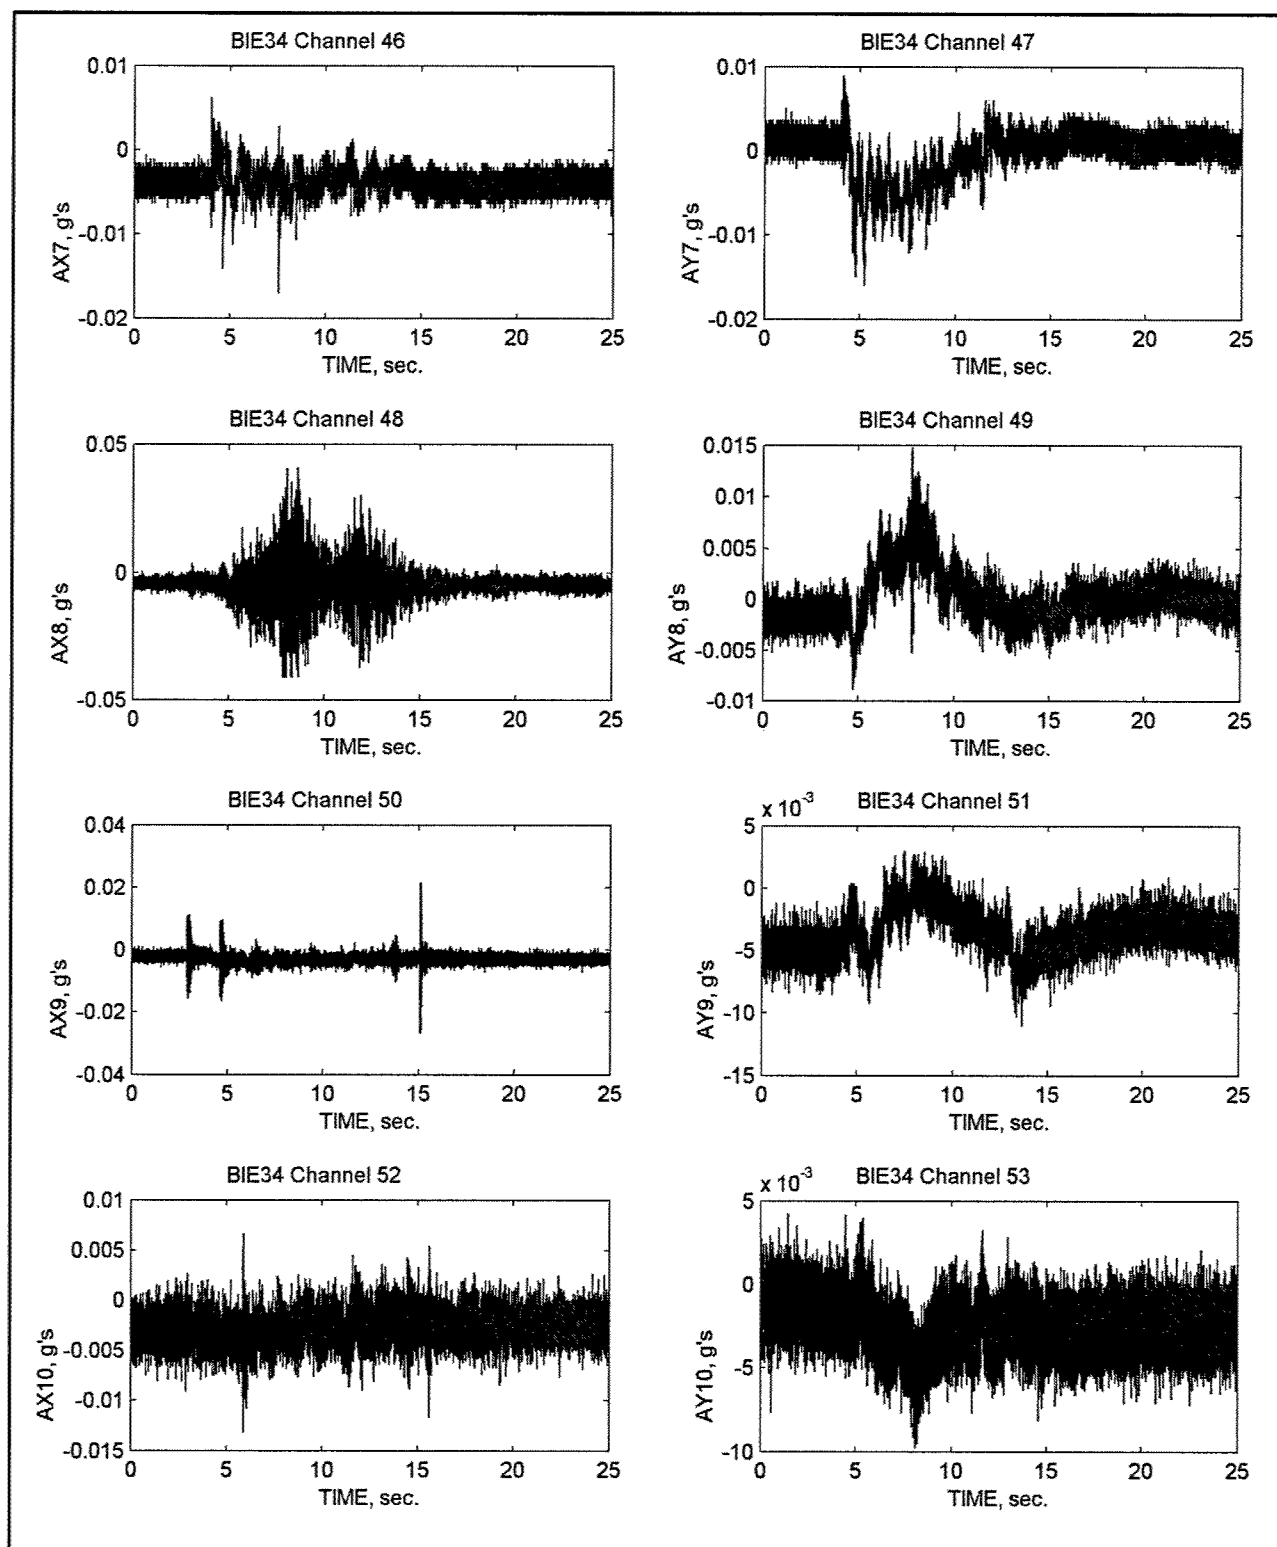 BIE34 Channel 46
0.01
0
-0.01
-0.02
AX7, g's
0 5 10 15 20 25
TIME, sec.
BIE34 Channel 47
0.01
0
-0.01
-0.02
AY7, g's
0 5 10 15 20 25
TIME, sec.
BIE34 Channel 48
0.05
0
-0.05
AX8, g's
0 5 10 15 20 25
TIME, sec.
BIE34 Channel 49
0.015
0.01
0.005
0
-0.005
-0.01
AY8, g's
0 5 10 15 20 25
TIME, sec.
BIE34 Channel 50
0.04
0.02
0
-0.02
-0.04
AX9, g's
0 5 10 15 20 25
TIME, sec.
x 10⁻³ BIE34 Channel 51
5
0
-5
-10
-15
AY9, g's
0 5 10 15 20 25
TIME, sec.
BIE34 Channel 52
0.01
0.005
0
-0.005
-0.01
-0.015
AX10, g's
0 5 10 15 20 25
TIME, sec.
x 10⁻³ BIE34 Channel 53
5
0
-5
-10
AY10, g's
0 5 10 15 20 25
TIME, sec.